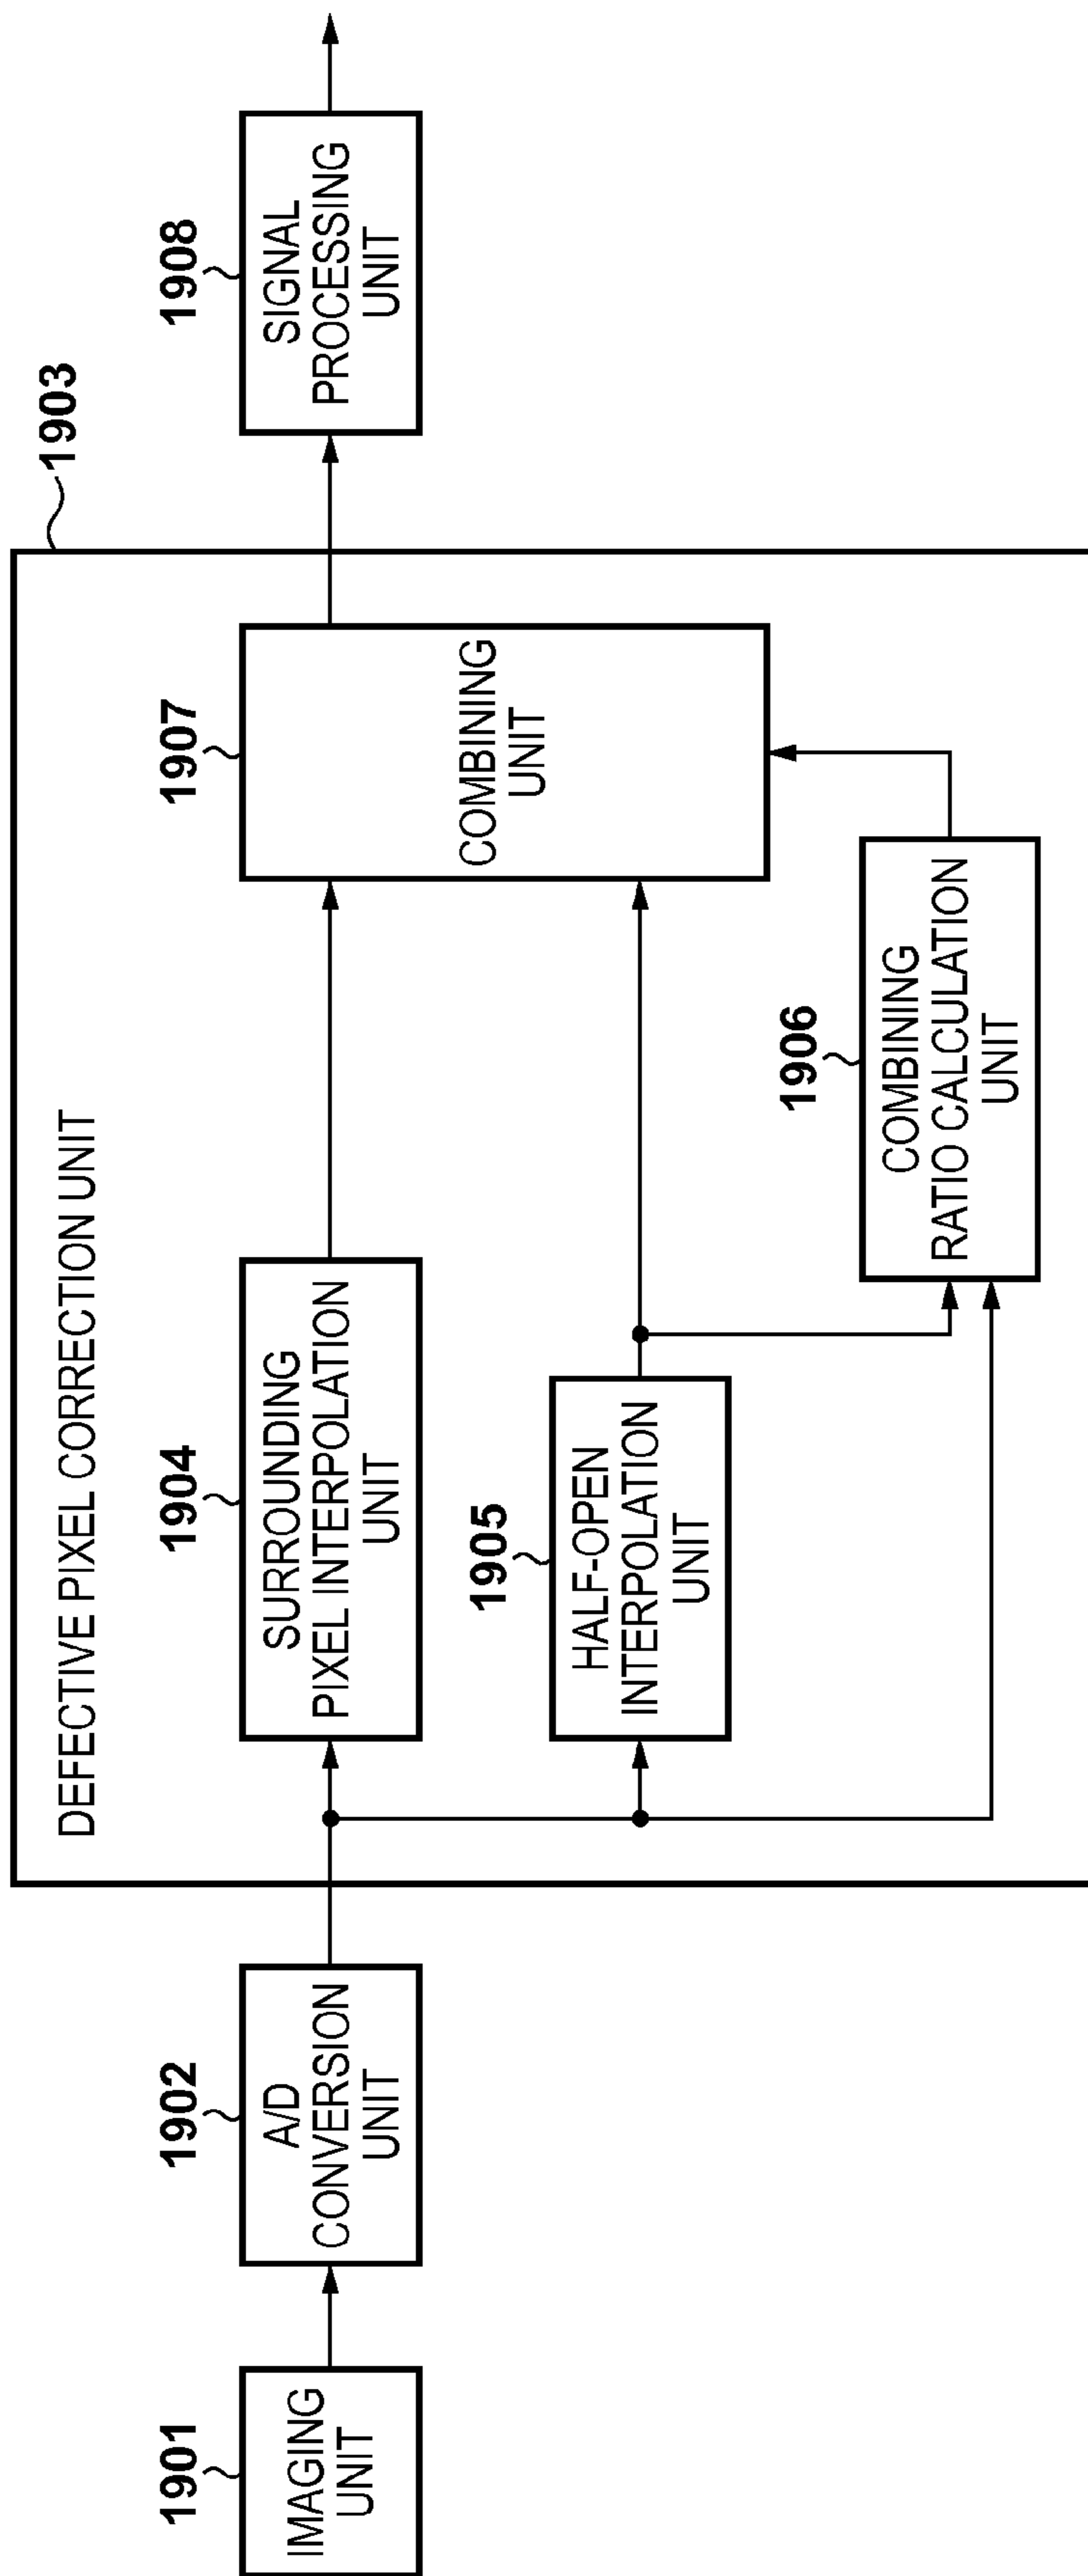 1901
IMAGING
UNIT
1902
A/D
CONVERSION
UNIT
1903
DEFECTIVE PIXEL CORRECTION UNIT
1904
SURROUNDING
PIXEL INTERPOLATION
UNIT
1905
HALF-OPEN
INTERPOLATION
UNIT
1906
COMBINING
RATIO CALCULATION
UNIT
1907
COMBINING
UNIT
1908
SIGNAL
PROCESSING
UNIT